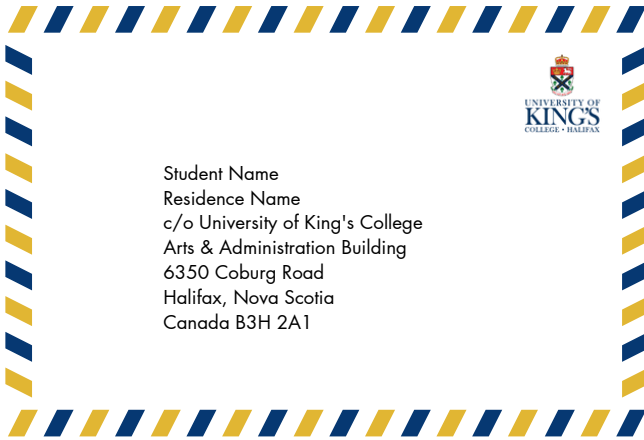 UNIVERSITY OF
KING'S
COLLEGE • HALIFAX
Student Name
Residence Name
c/o University of King's College
Arts & Administration Building
6350 Coburg Road
Halifax, Nova Scotia
Canada B3H 2A1